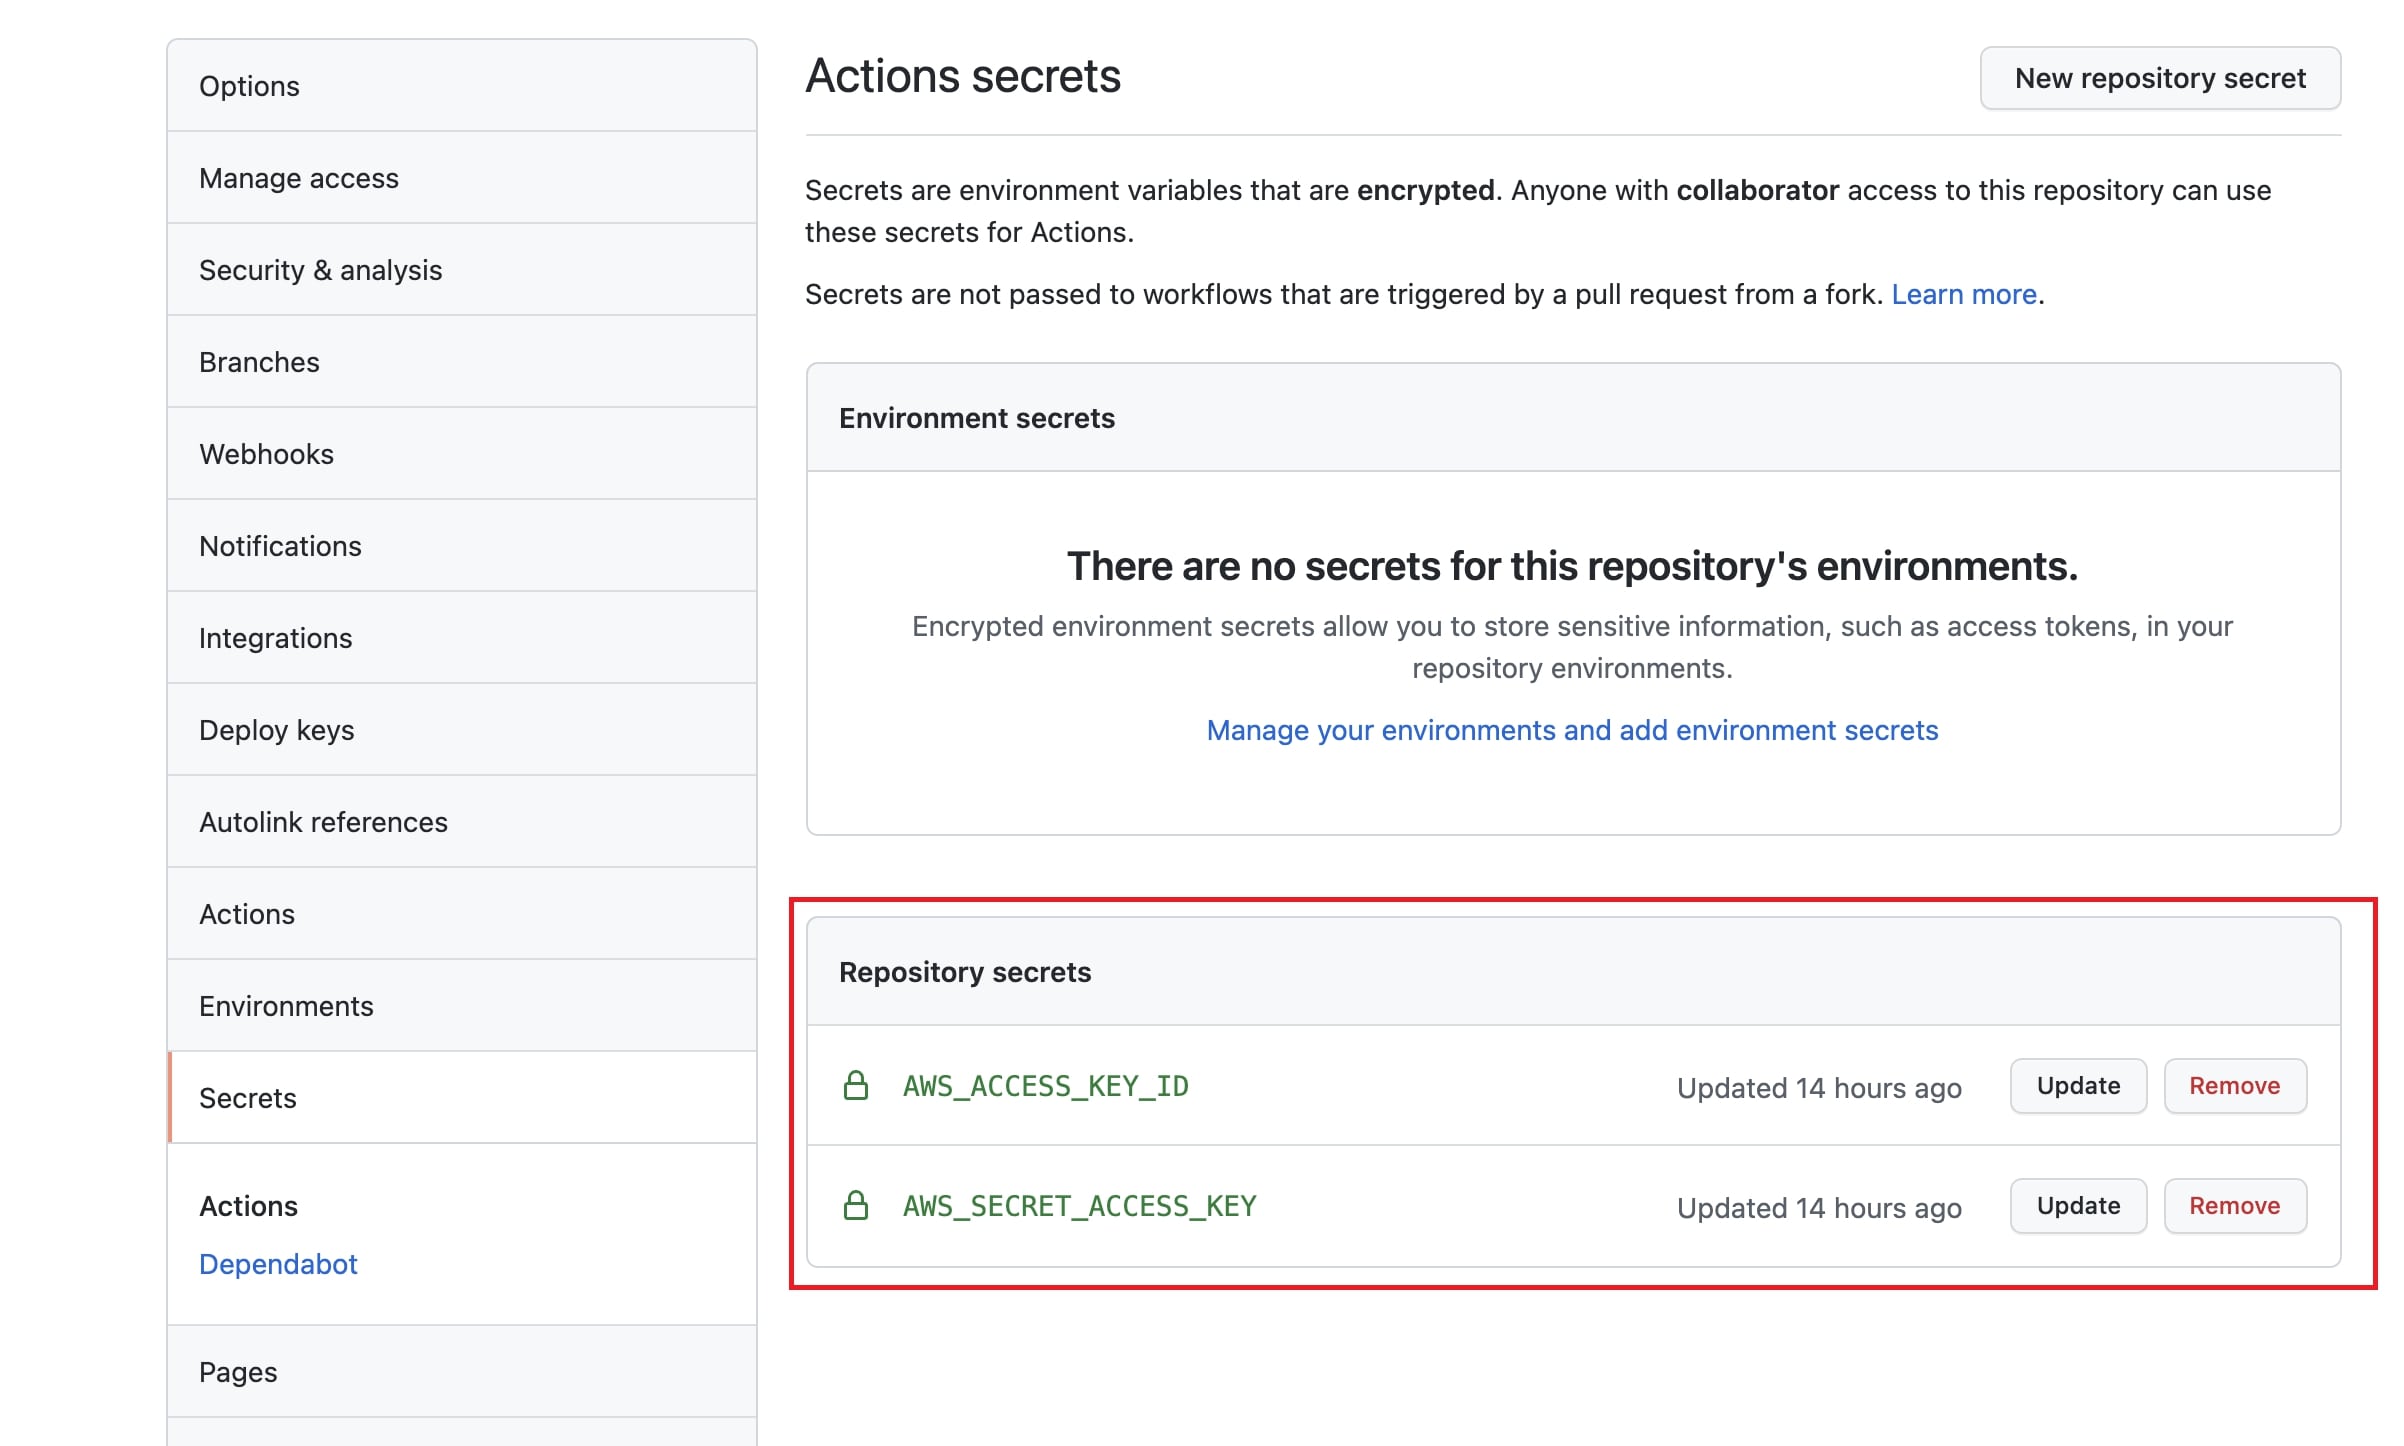 Options
Manage access
Security & analysis
Branches
Webhooks
Notifications
Integrations
Deploy keys
Autolink references
Actions
Environments
Secrets
Actions
Dependabot
Pages
Actions secrets
New repository secret
Secrets are environment variables that are encrypted. Anyone with collaborator access to this repository can use
these secrets for Actions.
Secrets are not passed to workflows that are triggered by a pull request from a fork. Learn more.
Environment secrets
There are no secrets for this repository's environments.
Encrypted environment secrets allow you to store sensitive information, such as access tokens, in your
repository environments.
Manage your environments and add environment secrets
Repository secrets
AWS_ACCESS_KEY_ID Updated 14 hours ago Update Remove
AWS_SECRET_ACCESS_KEY Updated 14 hours ago Update Remove